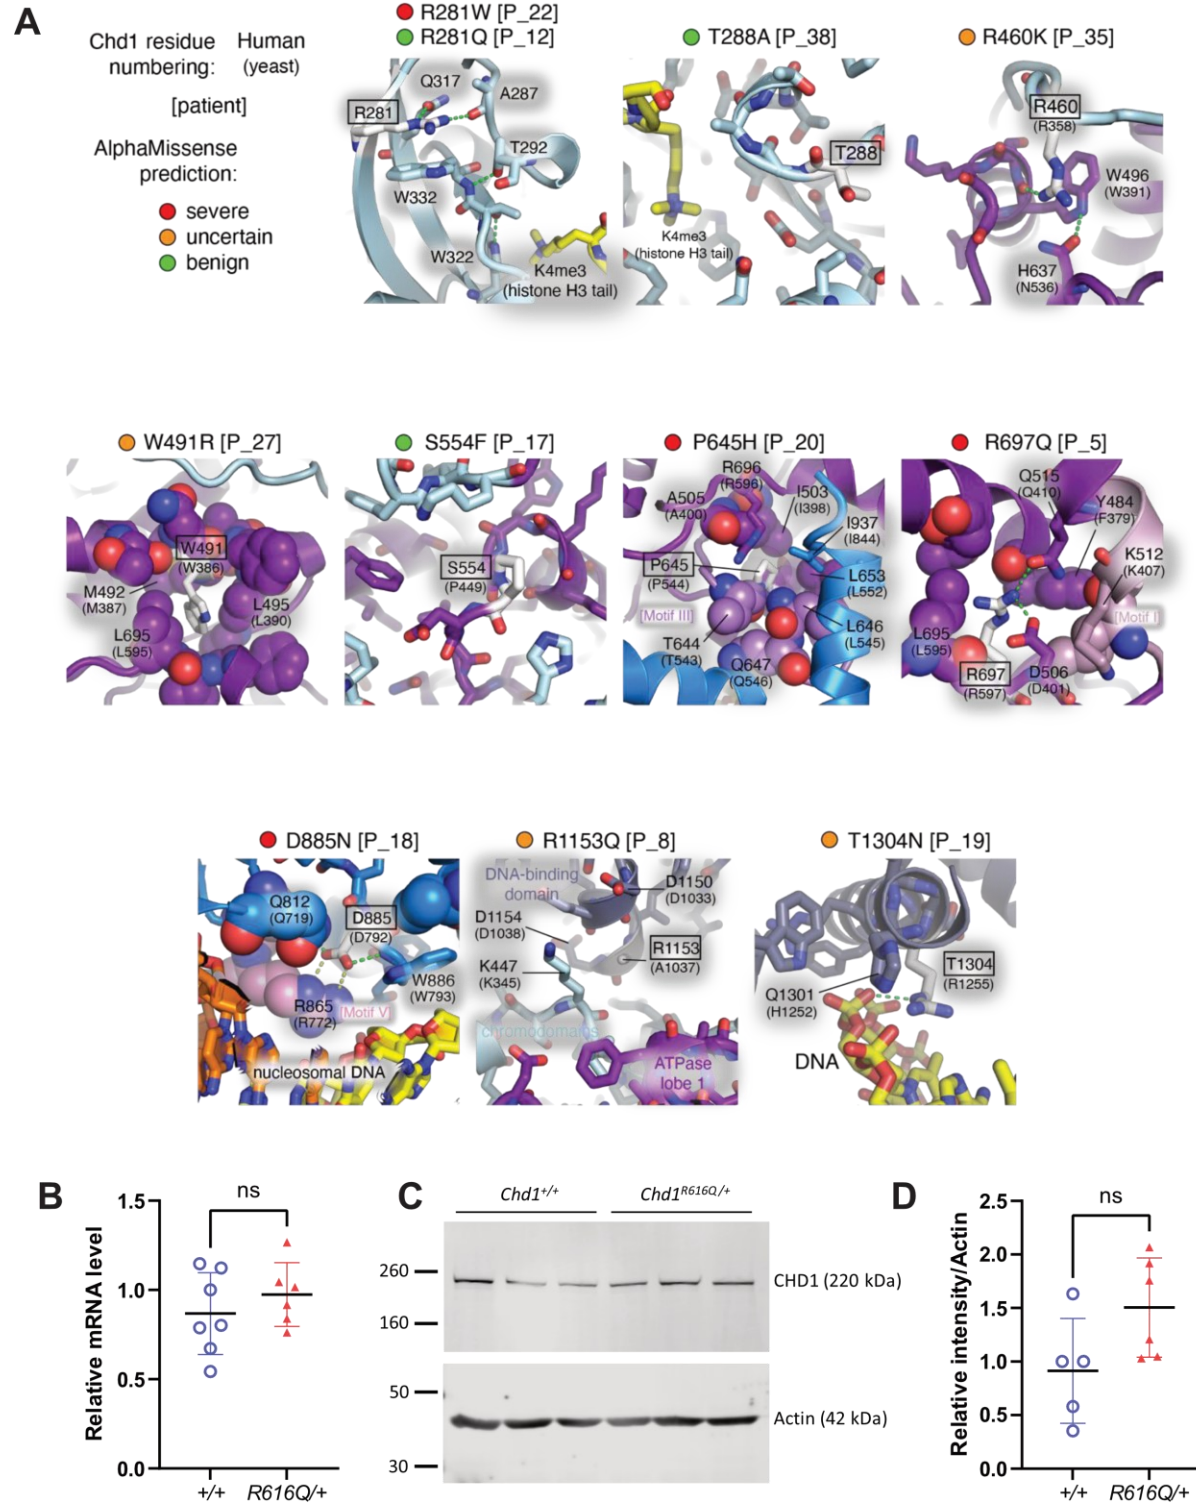 A
Chd1 residue numbering:
Human (yeast)
[patient]
AlphaMissense prediction:
severe
uncertain
benign
R281W [P_22]
R281Q [P_12]
Q317
A287
R281
T292
W332
W322
K4me3
(histone H3 tail)
T288A [P_38]
T288
K4me3
(histone H3 tail)
R460K [P_35]
R460
(R358)
W496
(W391)
H637
(N536)
W491R [P_27]
W491
(W386)
M492
(M387)
L495
(L390)
L695
(L595)
S554F [P_17]
S554
(P449)
P645H [P_20]
R696
(R596)
A505
(A400)
I503
(I398)
I937
(I844)
P645
(P544)
L653
(L552)
[Motif III]
L646
(L545)
T644
(T543)
Q647
(Q546)
R697Q [P_5]
Q515
(Q410)
Y484
(F379)
K512
(K407)
[Motif I]
L695
(L595)
R697
(R597)
D506
(D401)
D885N [P_18]
Q812
(Q719)
D885
(D792)
W886
(W793)
R865
(R772)
[Motif V]
nucleosomal DNA
R1153Q [P_8]
DNA-binding
domain
D1150
(D1033)
D1154
(D1038)
R1153
(A1037)
K447
(K345)
chromodomains
ATPase
lobe 1
T1304N [P_19]
T1304
(R1255)
Q1301
(H1252)
DNA
B
ns
Relative mRNA level
1.5
1.0
0.5
0.0
+/+
R616Q/+
C
Chd1+/+
Chd1R616Q/+
260
160
CHD1 (220 kDa)
50
30
Actin (42 kDa)
D
ns
Relative intensity/Actin
2.5
2.0
1.5
1.0
0.5
0.0
+/+
R616Q/+